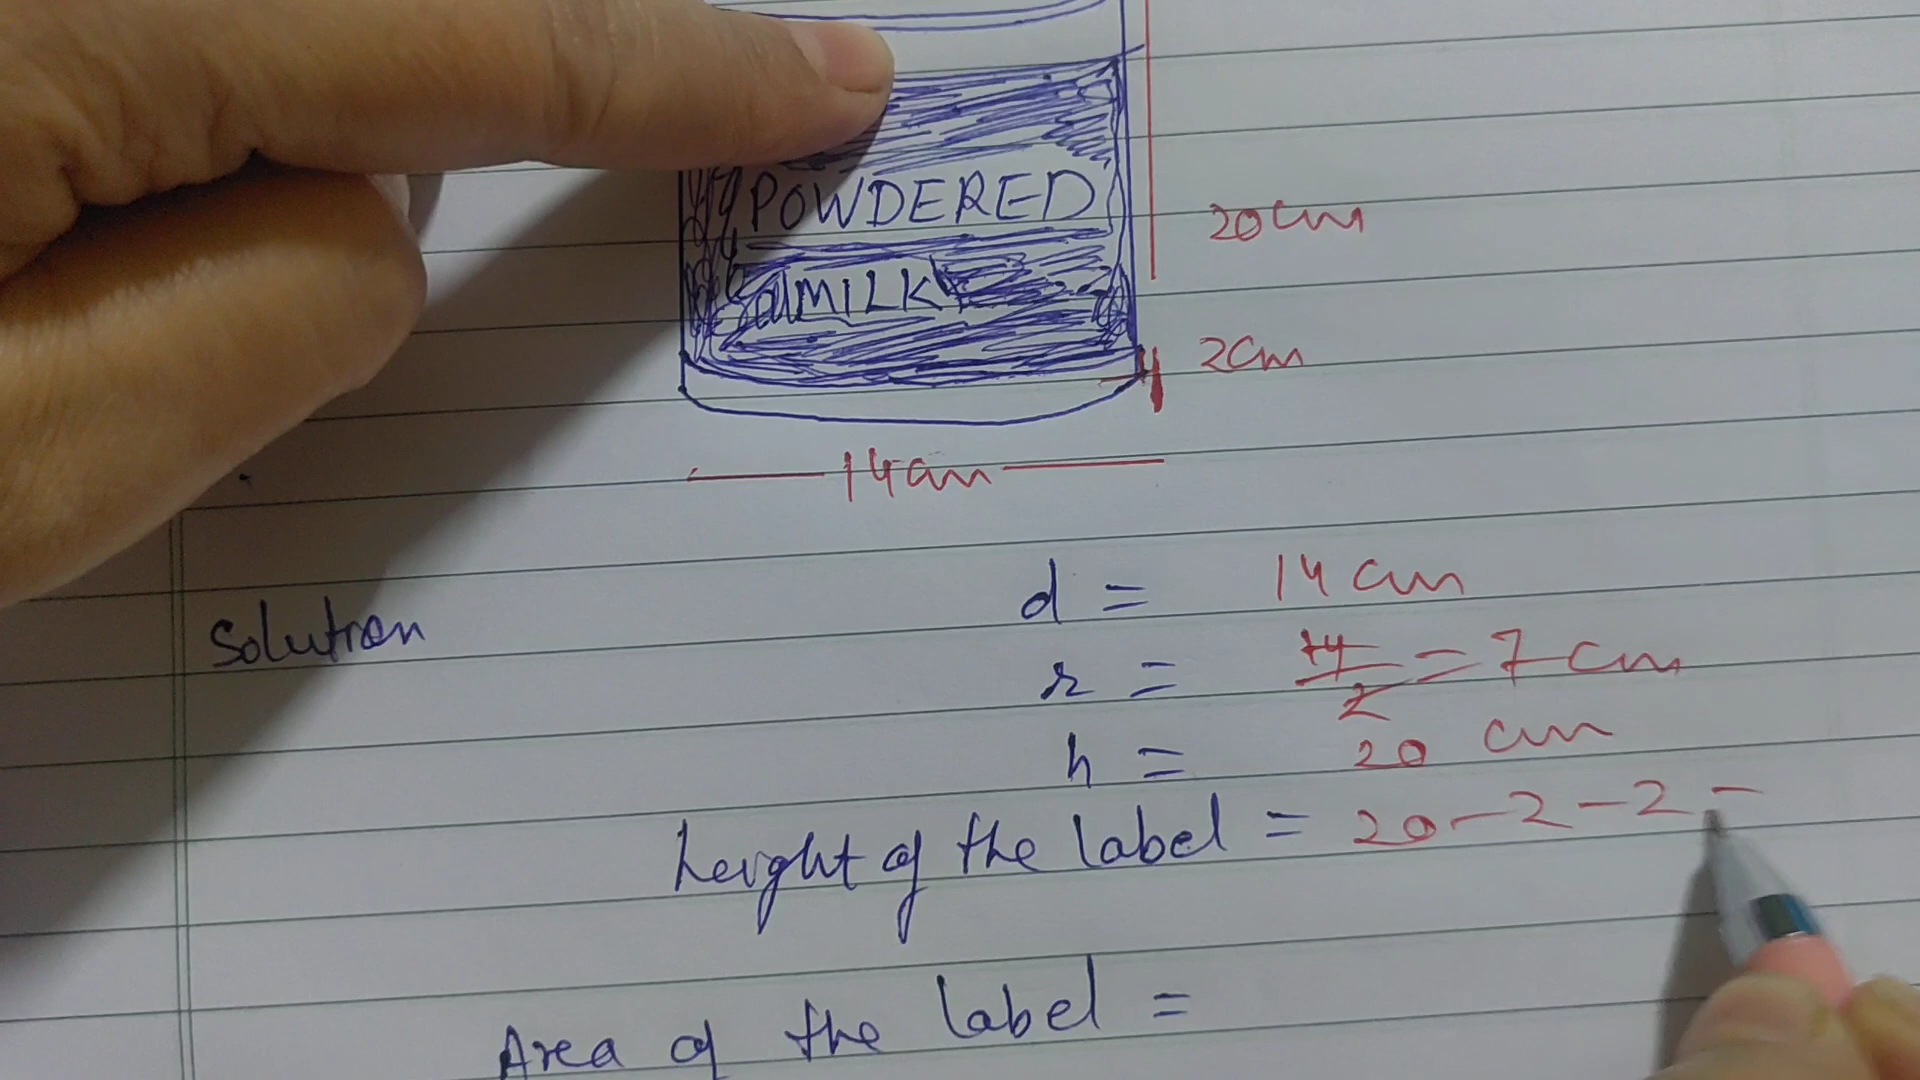 POWDERED
MILK
20cm
2cm
14cm
Solution
d = 14 cm
r = 14/2 = 7 cm
h = 20 cm
height of the label = 20 - 2 - 2 =
Area of the label =